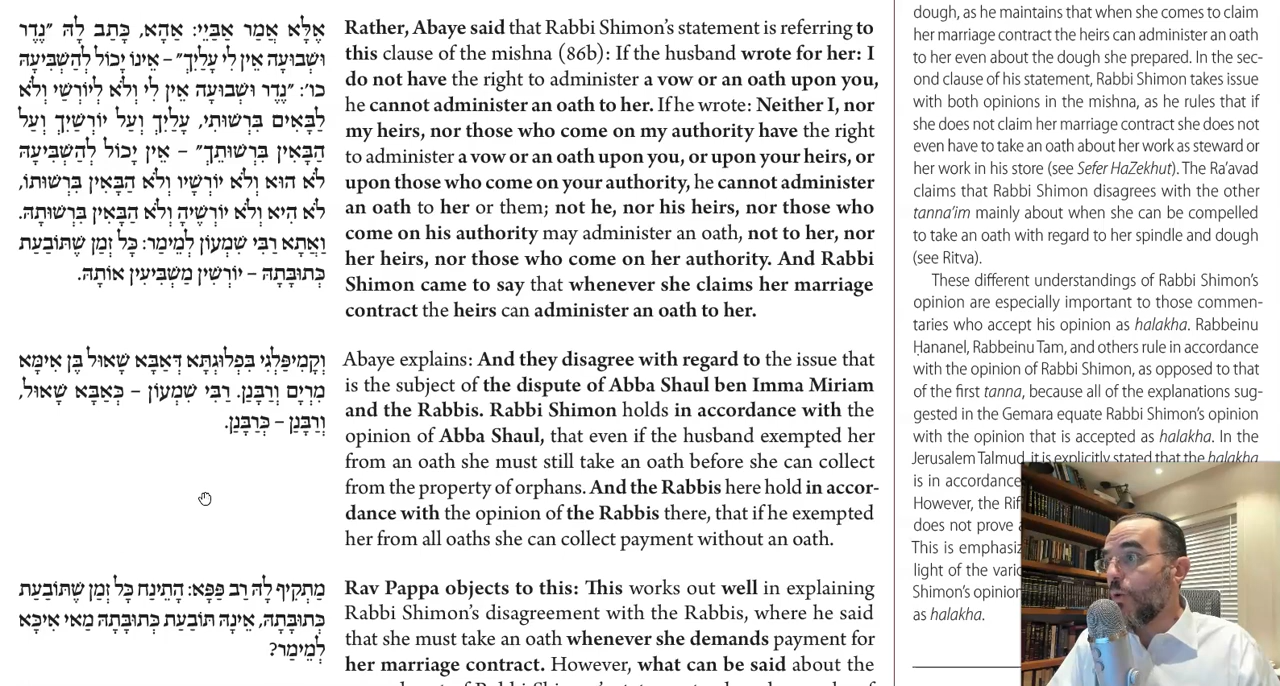 אֶלָּא אָמַר אַבַּיֵי: אַהָא, כָּתַב לָהּ ״נֶדֶר
וּשְׁבוּעָה אֵין לִי עָלַיִךְ״ – אֵינוֹ יָכוֹל לְהַשְׁבִּיעָהּ
כו׳: ״נֶדֶר וּשְׁבוּעָה אֵין לִי וְלֹא לְיוֹרְשַׁי וְלֹא
לַבָּאִים בִּרְשׁוּתִי, עָלַיִךְ וְעַל יוֹרְשַׁיִךְ וְעַל
הַבָּאִין בִּרְשׁוּתֵךְ״ – אֵין יָכוֹל לְהַשְׁבִּיעָהּ
לֹא הוּא וְלֹא יוֹרְשָׁיו וְלֹא הַבָּאִין בִּרְשׁוּתוֹ,
לֹא הִיא וְלֹא יוֹרְשֶׁיהָ וְלֹא הַבָּאִין בִּרְשׁוּתָהּ.
וַאֲתָא רַבִּי שִׁמְעוֹן לְמֵימַר: כָּל זְמַן שֶׁתּוֹבַעַת
כְּתוּבָּתָהּ – יוֹרְשִׁין מַשְׁבִּיעִין אוֹתָהּ.
וְקָמִיפַּלְגִי בִּפְלוּגְתָּא דְּאַבָּא שָׁאוּל בֶּן אִימָּא
מִרְיָם וְרַבָּנַן. רַבִּי שִׁמְעוֹן – כְּאַבָּא שָׁאוּל,
וְרַבָּנַן – כְּרַבָּנַן.
מַתְקֵיף לָהּ רַב פָּפָּא: הָתֵינַח כָּל זְמַן שֶׁתּוֹבַעַת
כְּתוּבָּתָהּ, אֵינָהּ תּוֹבַעַת כְּתוּבָּתָהּ מַאי אִיכָּא
לְמֵימַר?
Rather, Abaye said that Rabbi Shimon's statement is referring to
this clause of the mishna (86b): If the husband wrote for her: I
do not have the right to administer a vow or an oath upon you,
he cannot administer an oath to her. If he wrote: Neither I, nor
my heirs, nor those who come on my authority have the right
to administer a vow or an oath upon you, or upon your heirs, or
upon those who come on your authority, he cannot administer
an oath to her or them; not he, nor his heirs, nor those who
come on his authority may administer an oath, not to her, nor
her heirs, nor those who come on her authority. And Rabbi
Shimon came to say that whenever she claims her marriage
contract the heirs can administer an oath to her.
Abaye explains: And they disagree with regard to the issue that
is the subject of the dispute of Abba Shaul ben Imma Miriam
and the Rabbis. Rabbi Shimon holds in accordance with the
opinion of Abba Shaul, that even if the husband exempted her
from an oath she must still take an oath before she can collect
from the property of orphans. And the Rabbis here hold in accor-
dance with the opinion of the Rabbis there, that if he exempted
her from all oaths she can collect payment without an oath.
Rav Pappa objects to this: This works out well in explaining
Rabbi Shimon's disagreement with the Rabbis, where he said
that she must take an oath whenever she demands payment for
her marriage contract. However, what can be said about the
dough, as he maintains that when she comes to claim
her marriage contract the heirs can administer an oath
to her even about the dough she prepared. In the sec-
ond clause of his statement, Rabbi Shimon takes issue
with both opinions in the mishna, as he rules that if
she does not claim her marriage contract she does not
even have to take an oath about her work as steward or
her work in his store (see Sefer HaZekhut). The Ra'avad
claims that Rabbi Shimon disagrees with the other
tanna'im mainly about when she can be compelled
to take an oath with regard to her spindle and dough
(see Ritva).
These different understandings of Rabbi Shimon's
opinion are especially important to those commen-
taries who accept his opinion as halakha. Rabbeinu
Ḥananel, Rabbeinu Tam, and others rule in accordance
with the opinion of Rabbi Shimon, as opposed to that
of the first tanna, because all of the explanations sug-
gested in the Gemara equate Rabbi Shimon's opinion
with the opinion that is accepted as halakha. In the
Jerusalem Talmud it is explicitly stated that the halakha
is in accordance
However, the Rif
does not prove
This is emphasiz
light of the vario
Shimon's opinion
as halakha.